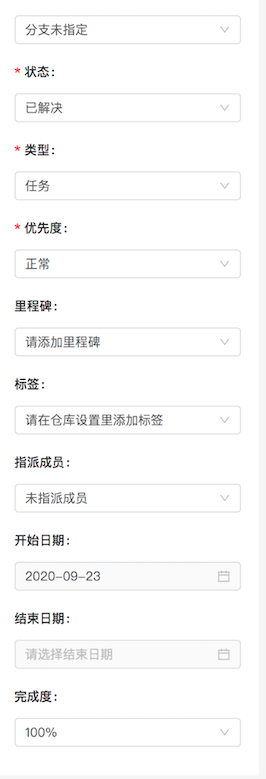 分支未指定
* 状态:
已解决
* 类型:
任务
* 优先度:
正常
里程碑:
请添加里程碑
标签:
请在仓库设置里添加标签
指派成员:
未指派成员
开始日期:
2020-09-23
结束日期:
请选择结束日期
完成度:
100%